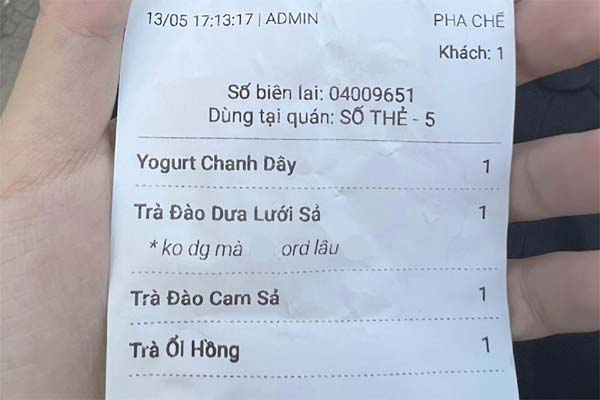 13/05 17:13:17 | ADMIN PHA CHẾ
Khách: 1
Số biên lai: 04009651
Dùng tại quán: SỐ THẺ - 5
Yogurt Chanh Dây 1
Trà Đào Dưa Lưới Sả 1
* ko dg mà ord lâu
Trà Đào Cam Sả 1
Trà Ổi Hồng 1